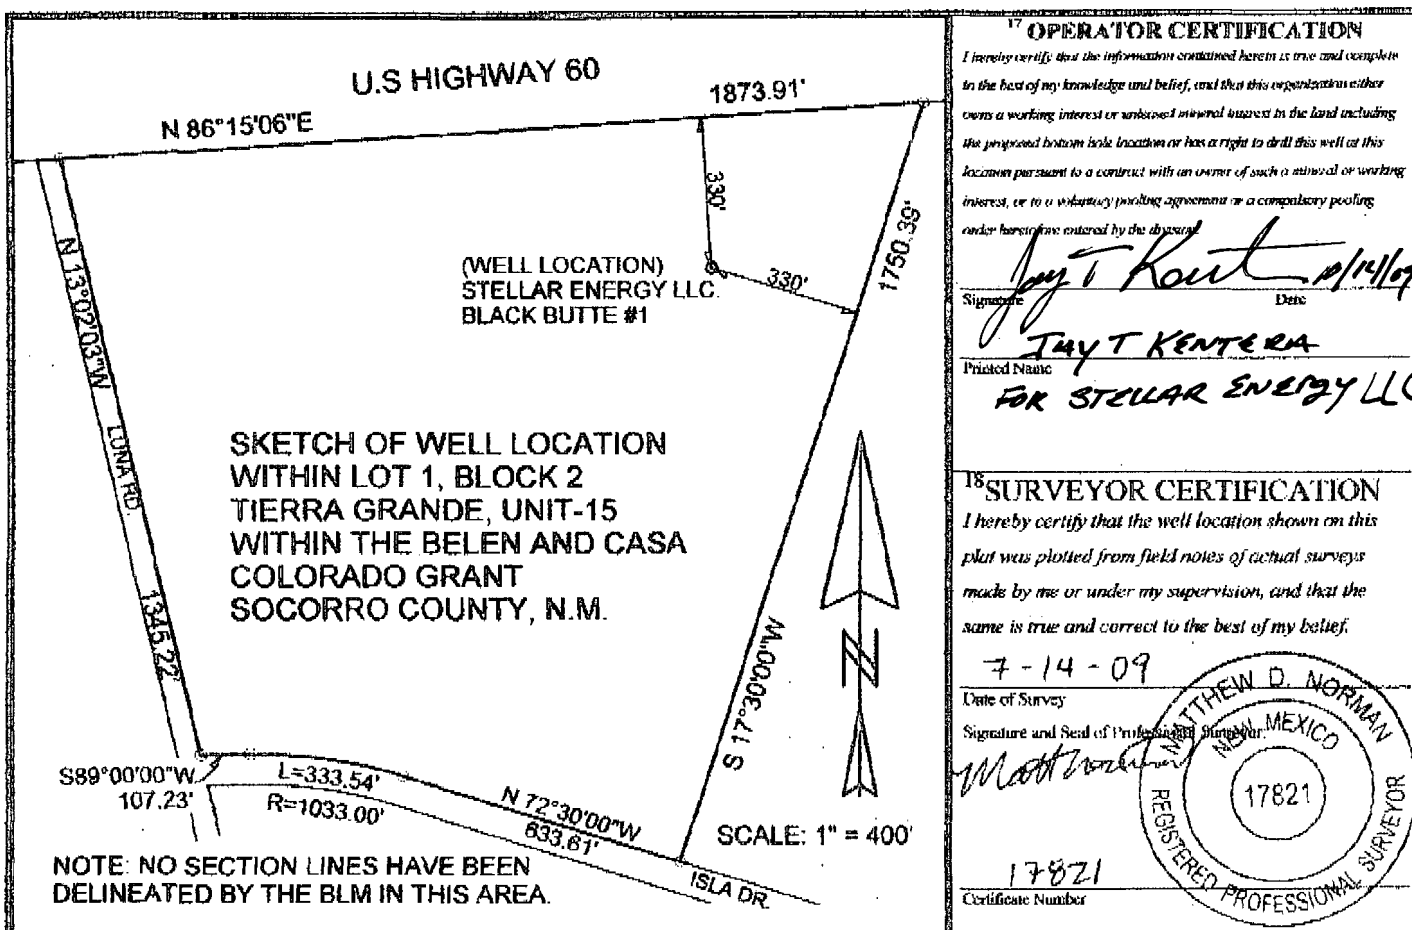 U.S HIGHWAY 60
N 86°15'06"E
1873.91'
330'
330'
1750.39'
N 13°02'03"W
LUNA RD.
1345.22'
(WELL LOCATION)
STELLAR ENERGY LLC.
BLACK BUTTE #1
SKETCH OF WELL LOCATION
WITHIN LOT 1, BLOCK 2
TIERRA GRANDE, UNIT-15
WITHIN THE BELEN AND CASA
COLORADO GRANT
SOCORRO COUNTY, N.M.
N
S 17°30'00"W
S89°00'00"W
107.23'
L=333.54'
R=1033.00'
N 72°30'00"W
633.61'
SCALE: 1" = 400'
ISLA DR.
NOTE: NO SECTION LINES HAVE BEEN
DELINEATED BY THE BLM IN THIS AREA.
17 OPERATOR CERTIFICATION
I hereby certify that the information contained herein is true and complete
to the best of my knowledge and belief, and that this organization either
owns a working interest or unleased mineral interest in the land including
the proposed bottom hole location or has a right to drill this well at this
location pursuant to a contract with an owner of such a mineral or working
interest, or to a voluntary pooling agreement or a compulsory pooling
order heretofore entered by the division.
Jay T Kent
Signature
Date
JAY T KENTERA
Printed Name
FOR STELLAR ENERGY LLC
18 SURVEYOR CERTIFICATION
I hereby certify that the well location shown on this
plat was plotted from field notes of actual surveys
made by me or under my supervision, and that the
same is true and correct to the best of my belief.
7-14-09
Date of Survey
Signature and Seal of Professional Surveyor:
MATTHEW D. NORMAN
NEW MEXICO
17821
REGISTERED PROFESSIONAL SURVEYOR
17821
Certificate Number